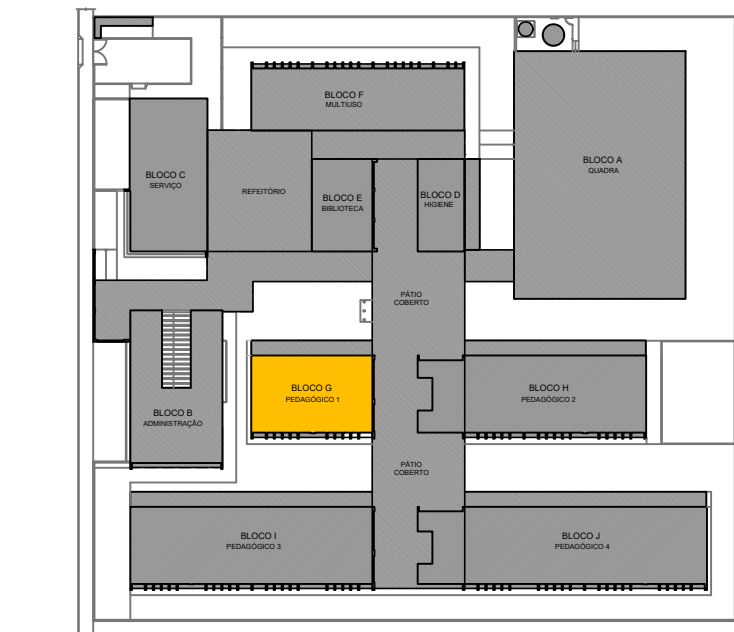 BLOCO F
MULTIUSO
BLOCO A
QUADRA
BLOCO C
SERVIÇO
REFEITÓRIO
BLOCO E
BIBLIOTECA
BLOCO D
HIGIENE
PÁTIO
COBERTO
BLOCO G
PEDAGÓGICO 1
BLOCO H
PEDAGÓGICO 2
BLOCO B
ADMINISTRAÇÃO
PÁTIO
COBERTO
BLOCO I
PEDAGÓGICO 3
BLOCO J
PEDAGÓGICO 4